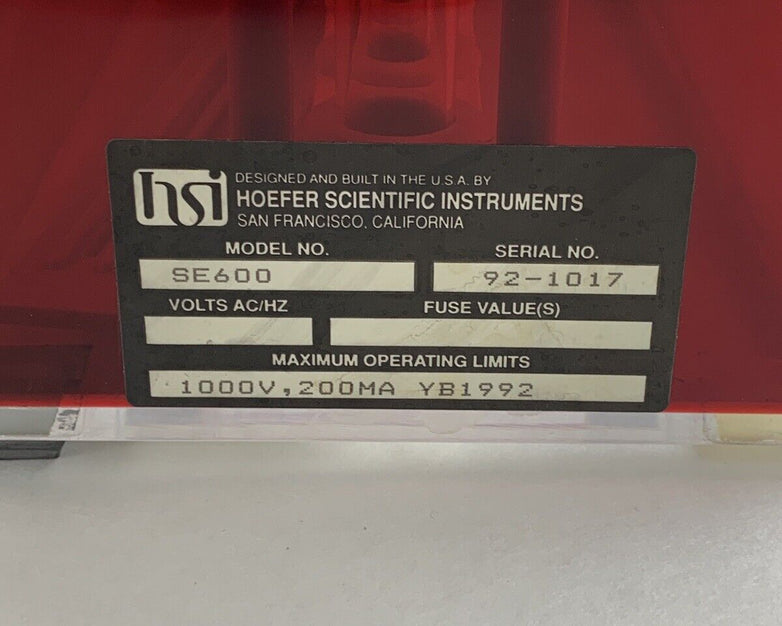 hsi
DESIGNED AND BUILT IN THE U.S.A. BY
HOEFER SCIENTIFIC INSTRUMENTS
SAN FRANCISCO, CALIFORNIA
MODEL NO. SERIAL NO.
SE600 92-1017
VOLTS AC/HZ FUSE VALUE(S)
MAXIMUM OPERATING LIMITS
1000V,200MA YB1992